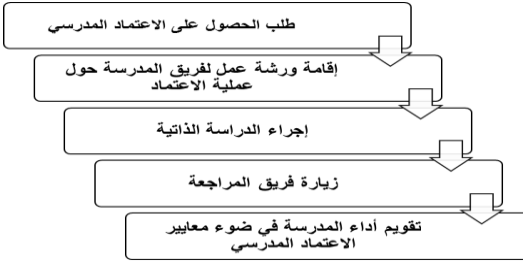 طلب الحصول على الاعتماد المدرسي
إقامة ورشة عمل لفريق المدرسة حول
عملية الاعتماد
إجراء الدراسة الذاتية
زيارة فريق المراجعة
تقويم أداء المدرسة في ضوء معايير
الاعتماد المدرسي